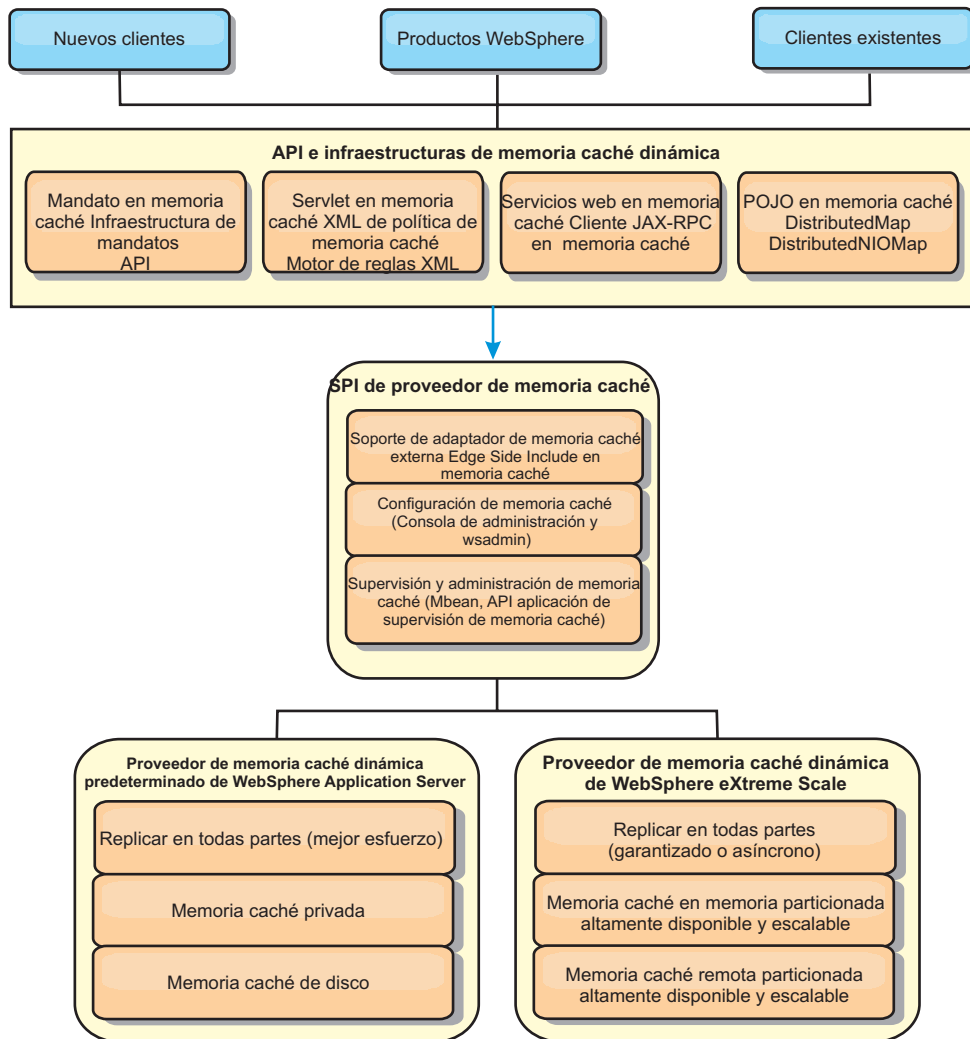 Nuevos clientes
Productos WebSphere
Clientes existentes
API e infraestructuras de memoria caché dinámica
Mandato en memoria
caché Infraestructura de
mandatos
API
Servlet en memoria
caché XML de política de
memoria caché
Motor de reglas XML
Servicios web en memoria
caché Cliente JAX-RPC
en memoria caché
POJO en memoria caché
DistributedMap
DistributedNIOMap
SPI de proveedor de memoria caché
Soporte de adaptador de memoria caché
externa Edge Side Include en
memoria caché
Configuración de memoria caché
(Consola de administración y
wsadmin)
Supervisión y administración de memoria
caché (Mbean, API aplicación de
supervisión de memoria caché)
Proveedor de memoria caché dinámica
predeterminado de WebSphere Application Server
Replicar en todas partes (mejor esfuerzo)
Memoria caché privada
Memoria caché de disco
Proveedor de memoria caché dinámica
de WebSphere eXtreme Scale
Replicar en todas partes
(garantizado o asíncrono)
Memoria caché en memoria particionada
altamente disponible y escalable
Memoria caché remota particionada
altamente disponible y escalable